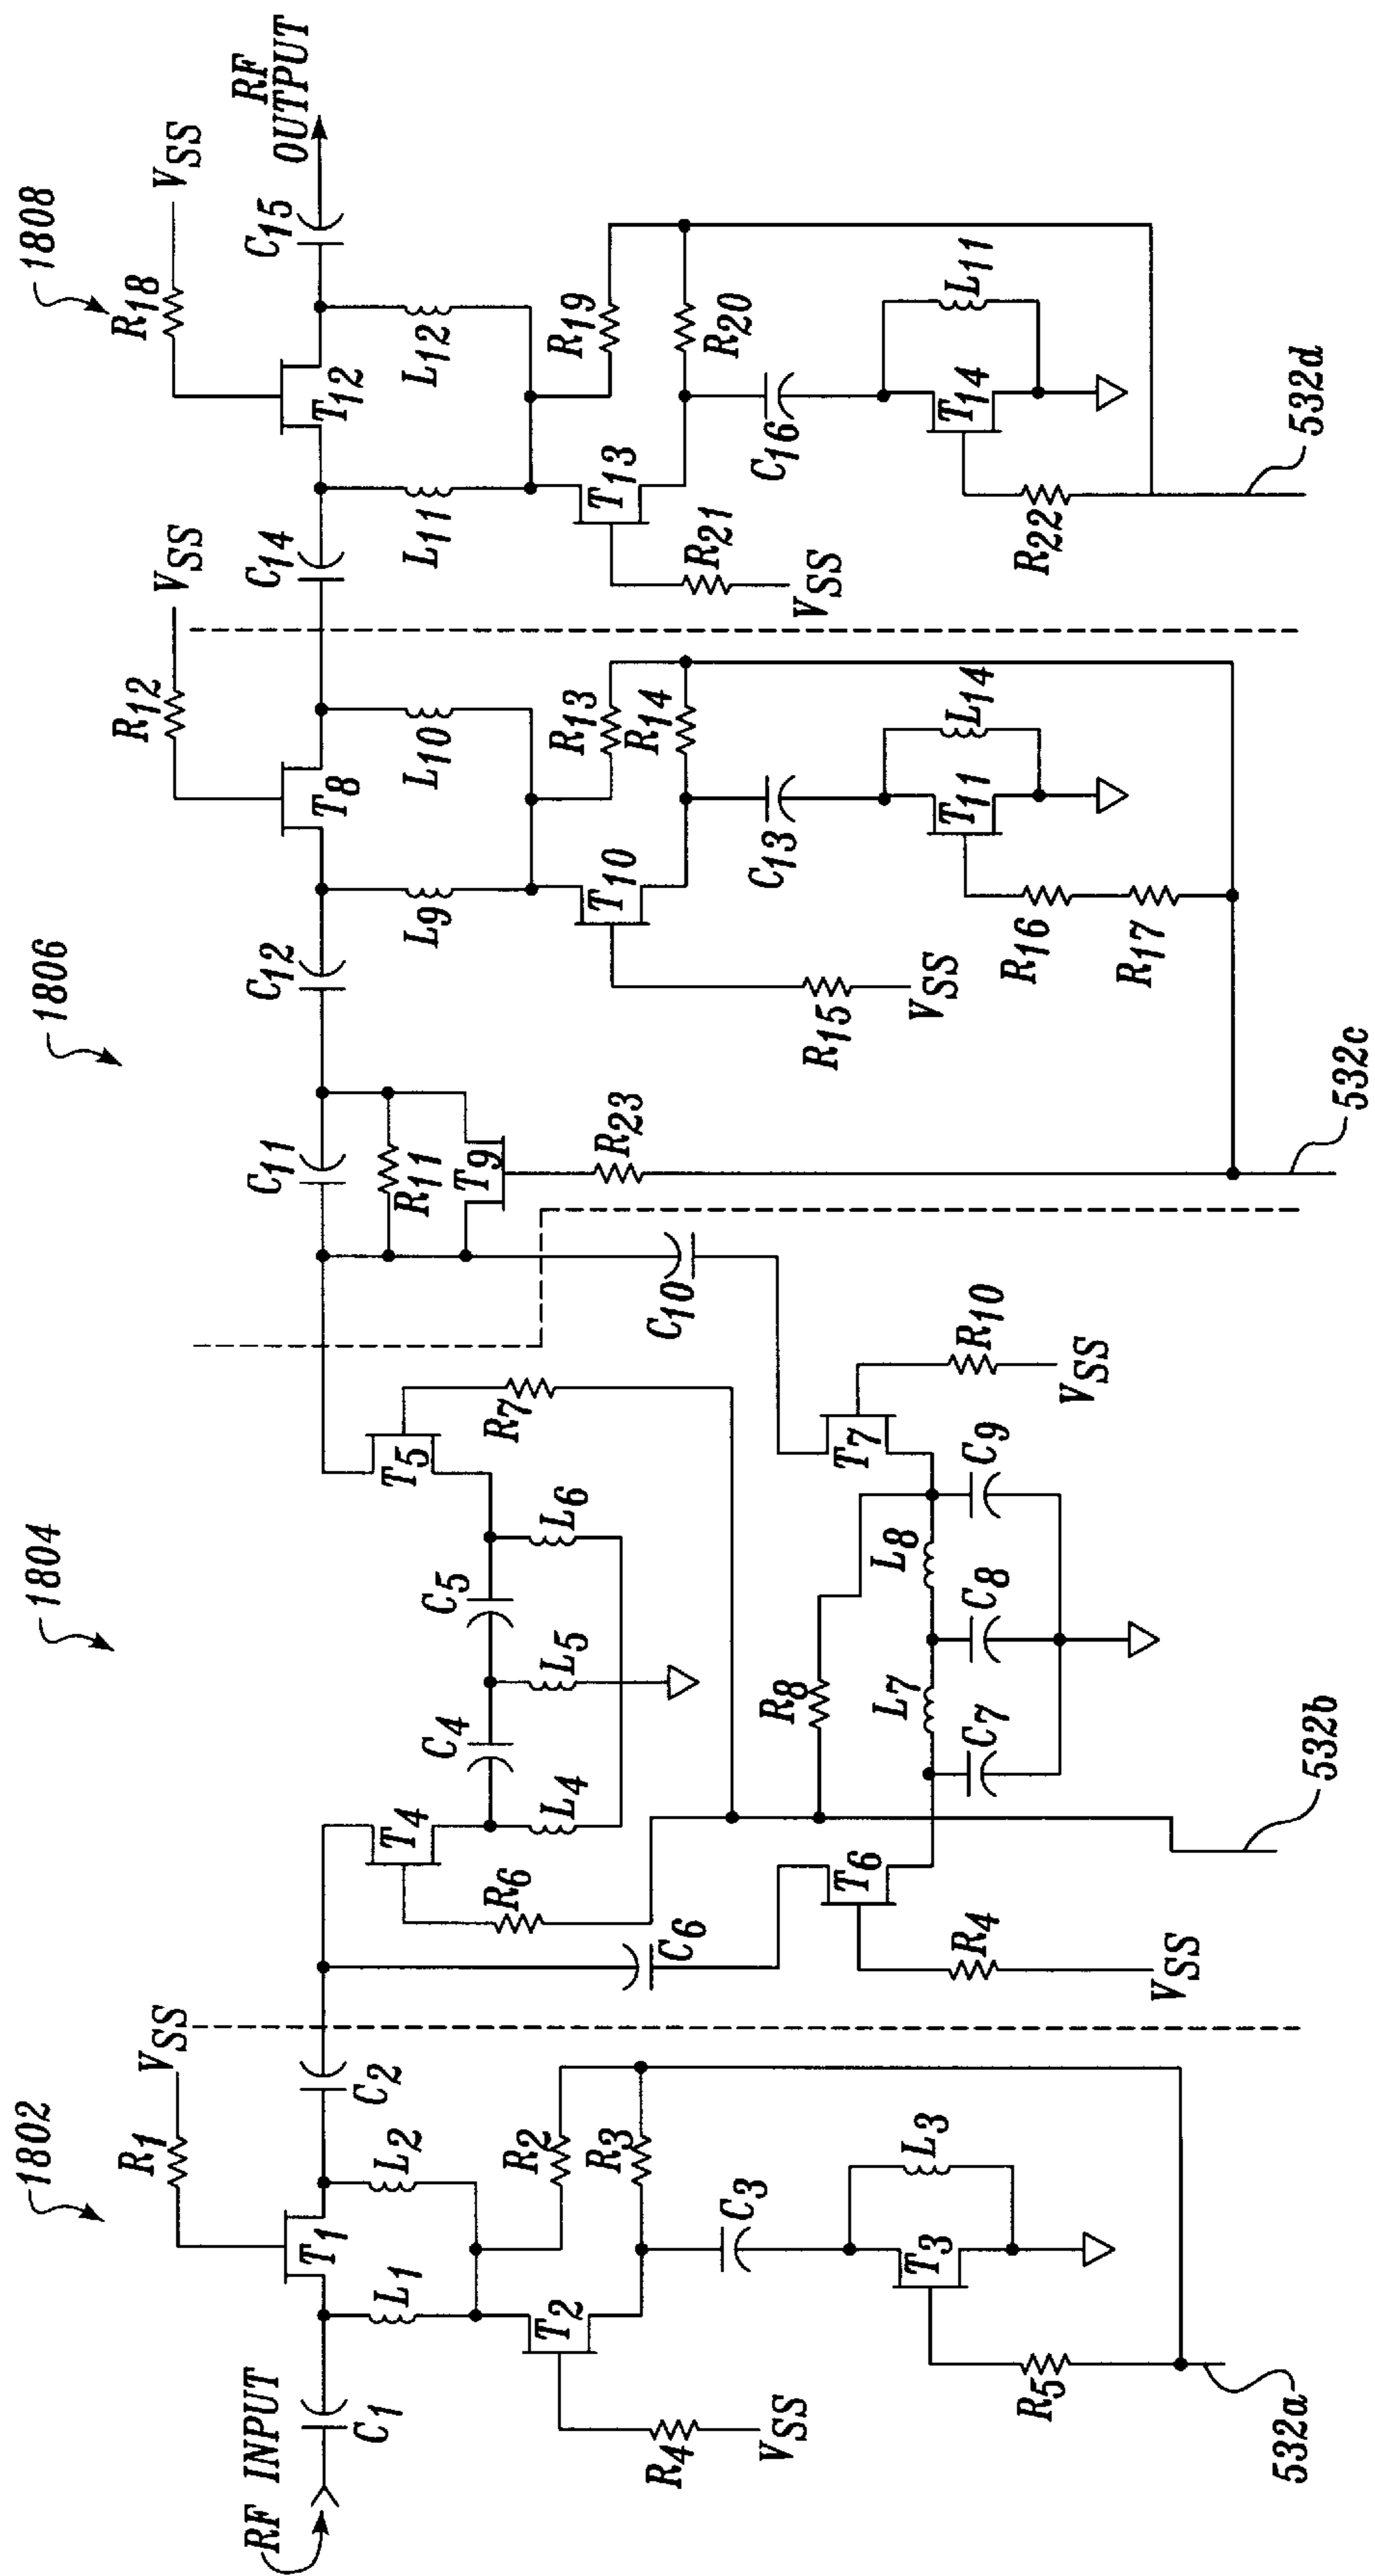 1802
1804
1806
1808
RF INPUT
C1
R1
VSS
T1
L1
L2
C2
R2
R3
T2
R4
VSS
C3
T3
L3
R5
532a
T4
R6
C6
L4
C4
L5
C5
L6
T5
R7
T6
R4
VSS
R8
L7
L8
C7
C8
C9
T7
R10
VSS
C10
532b
C11
R11
T9
R23
532c
C12
R12
VSS
T8
L9
L10
R13
R14
T10
R15
VSS
C13
T11
L14
R16
R17
C14
R18
VSS
T12
L11
L12
C15
RF
OUTPUT
R19
R20
T13
R21
VSS
C16
T14
L11
R22
532d